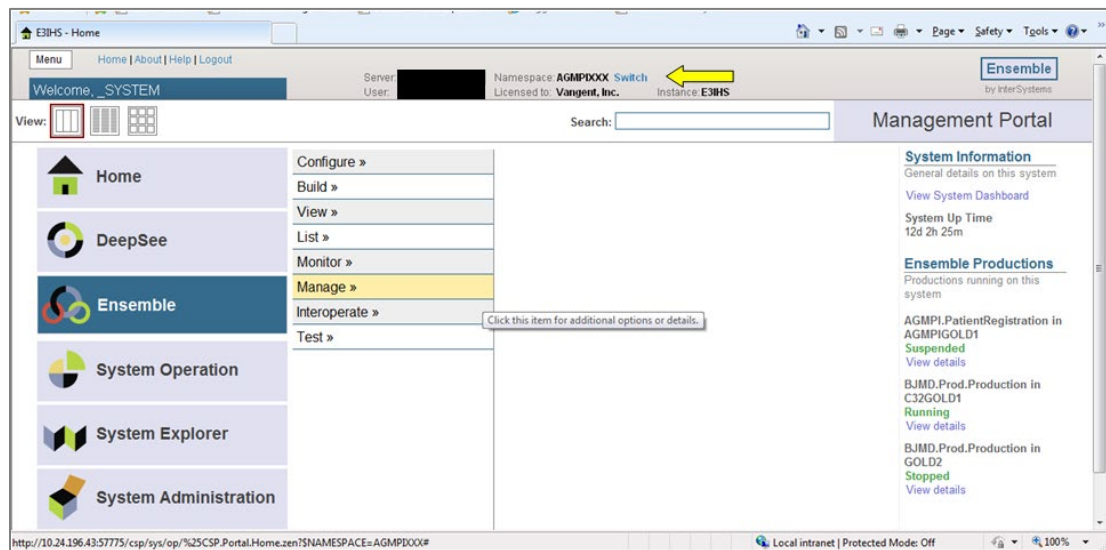 E3IHS - Home
Page
Safety
Tools
Menu
Home | About | Help | Logout
Server:
Namespace: AGMPIXXX Switch
Ensemble
Welcome, _SYSTEM
User:
Licensed to: Vangent, Inc.
Instance: E3IHS
by InterSystems
View:
Search:
Management Portal
Home
DeepSee
Ensemble
System Operation
System Explorer
System Administration
Configure »
Build »
View »
List »
Monitor »
Manage »
Interoperate »
Test »
Click this item for additional options or details.
System Information
General details on this system
View System Dashboard
System Up Time
12d 2h 25m
Ensemble Productions
Productions running on this
system
AGMPI.PatientRegistration in
AGMPIGOLD1
Suspended
View details
BJMD.Prod.Production in
C32GOLD1
Running
View details
BJMD.Prod.Production in
GOLD2
Stopped
View details
http://10.24.196.43:57775/csp/sys/op/%25CSP.Portal.Home.zen?$NAMESPACE=AGMPIXXX#
Local intranet | Protected Mode: Off
100%